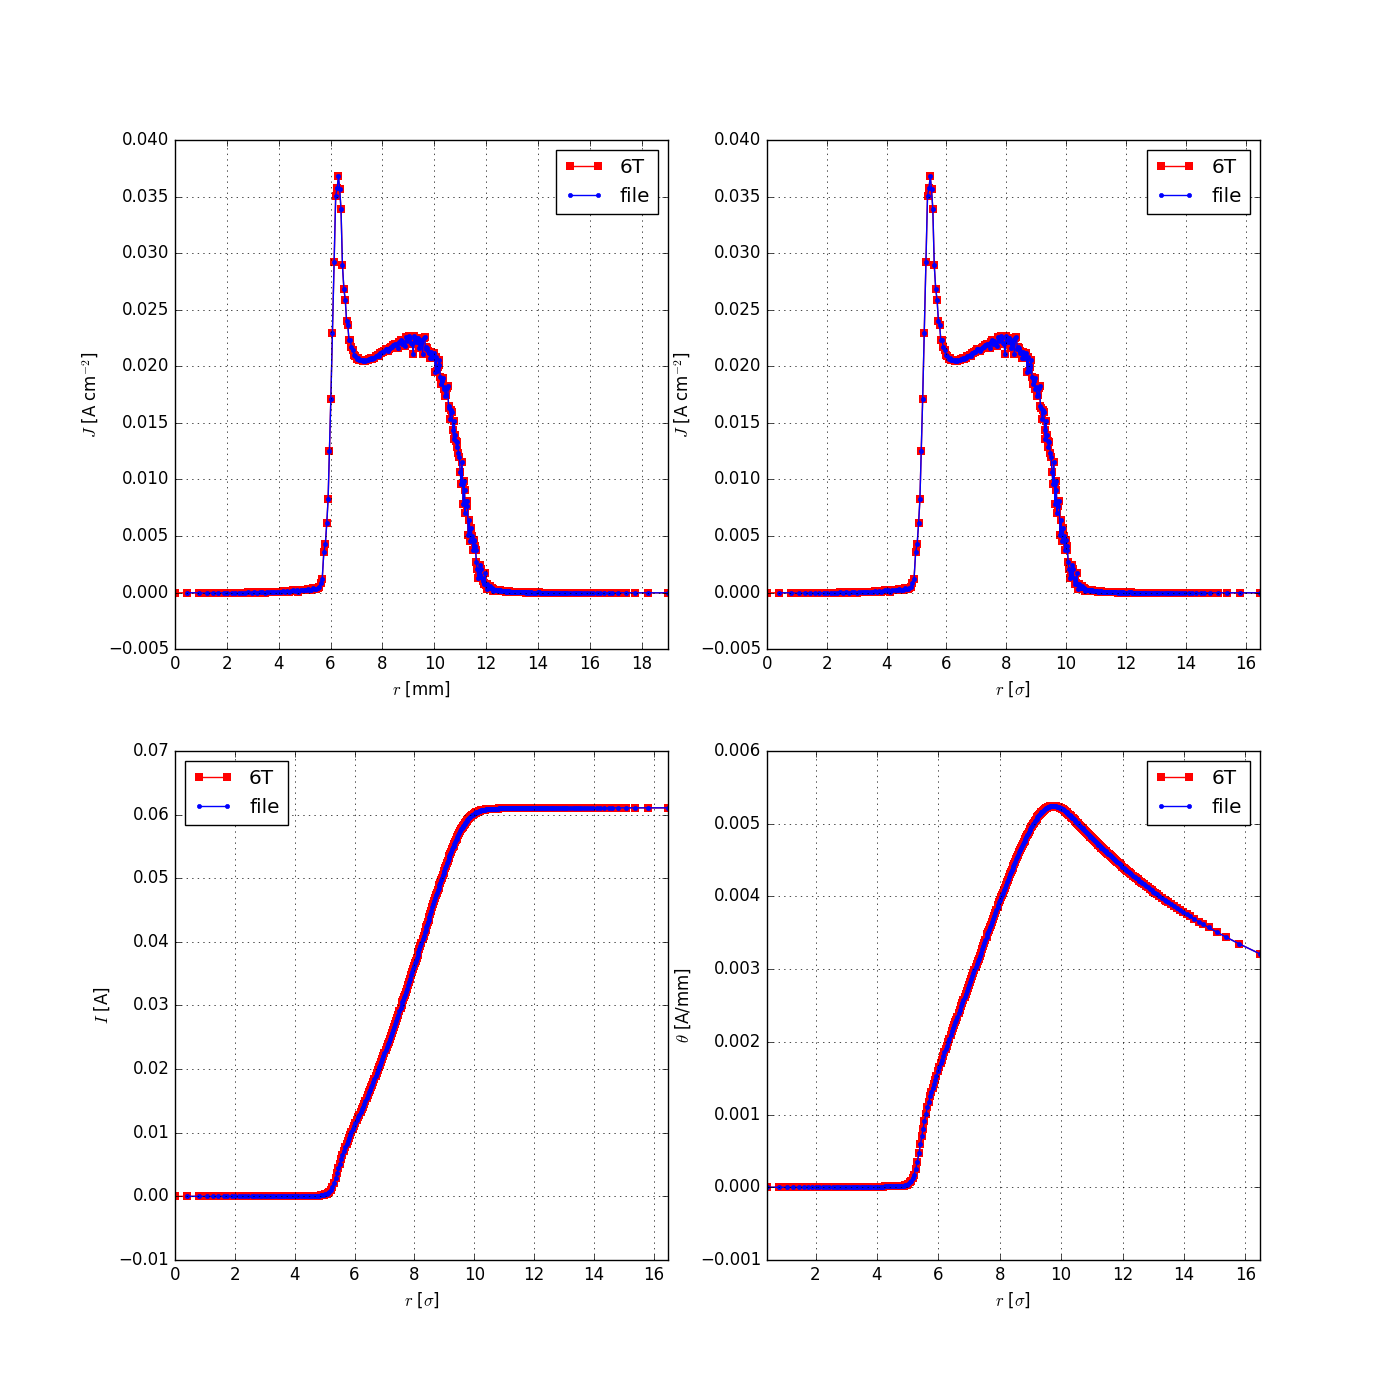 0.040
0.035
0.030
0.025
0.020
0.015
0.010
0.005
0.000
−0.005
J [A cm⁻²]
0 2 4 6 8 10 12 14 16 18
r [mm]
6T
file
0.040
0.035
0.030
0.025
0.020
0.015
0.010
0.005
0.000
−0.005
J [A cm⁻²]
0 2 4 6 8 10 12 14 16
r [σ]
6T
file
0.07
0.06
0.05
0.04
0.03
0.02
0.01
0.00
−0.01
I [A]
0 2 4 6 8 10 12 14 16
r [σ]
6T
file
0.006
0.005
0.004
0.003
0.002
0.001
0.000
−0.001
θ [A/mm]
2 4 6 8 10 12 14 16
r [σ]
6T
file